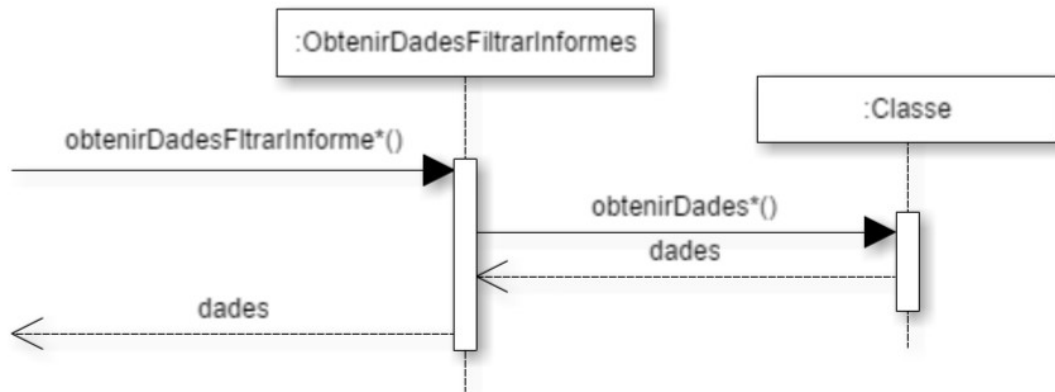 :ObtenirDadesFiltrarInformes
:Classe
obtenirDadesFltrarInforme*()
obtenirDades*()
dades
dades